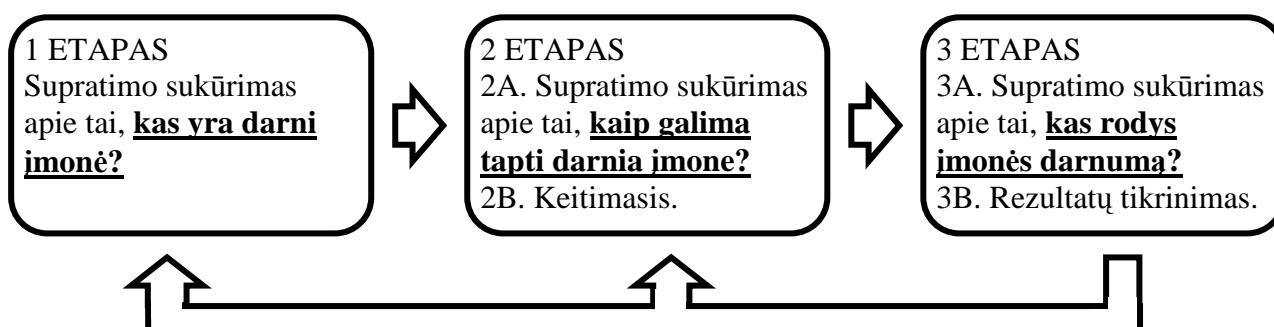 1 ETAPAS
Supratimo sukūrimas
apie tai, kas yra darni
įmonė?
2 ETAPAS
2A. Supratimo sukūrimas
apie tai, kaip galima
tapti darnia įmone?
2B. Keitimasis.
3 ETAPAS
3A. Supratimo sukūrimas
apie tai, kas rodys
įmonės darnumą?
3B. Rezultatų tikrinimas.